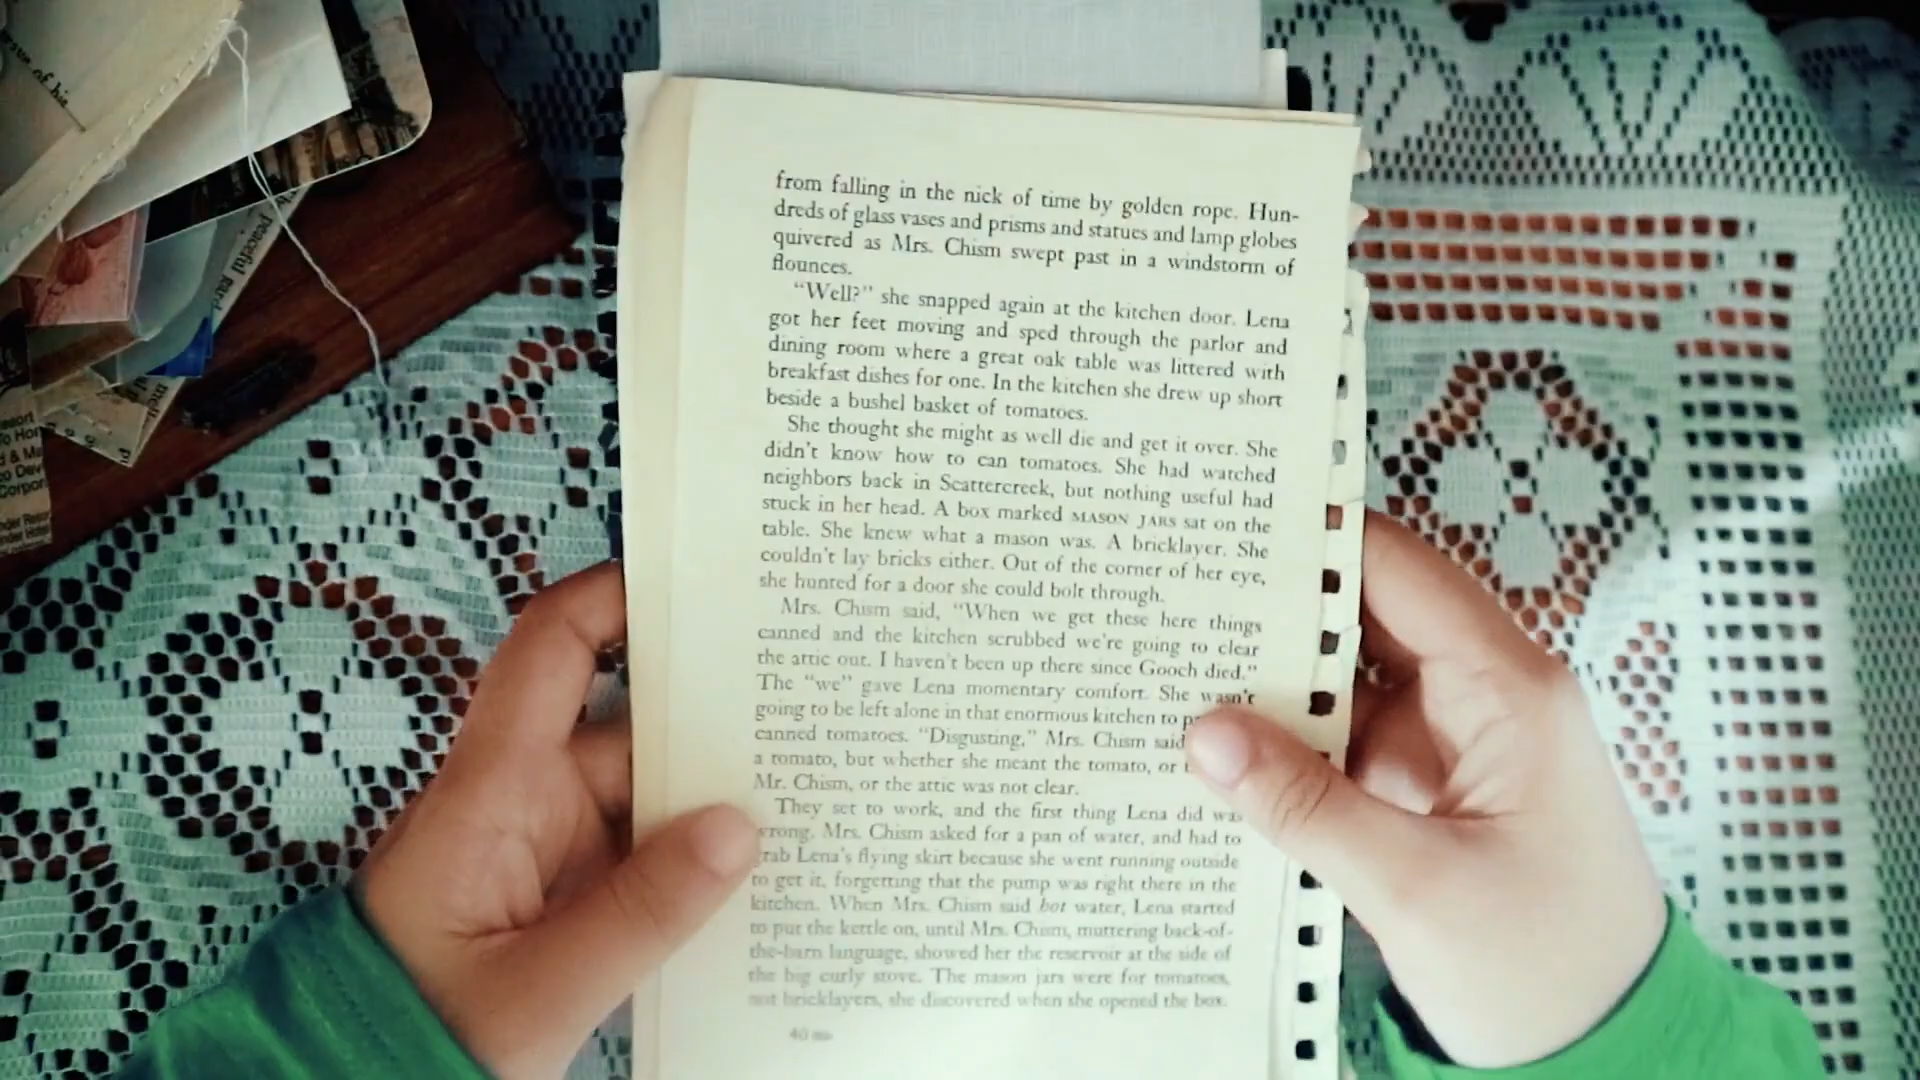 from falling in the nick of time by golden rope. Hun-
dreds of glass vases and prisms and statues and lamp globes
quivered as Mrs. Chism swept past in a windstorm of
flounces.
"Well?" she snapped again at the kitchen door. Lena
got her feet moving and sped through the parlor and
dining room where a great oak table was littered with
breakfast dishes for one. In the kitchen she drew up short
beside a bushel basket of tomatoes.
She thought she might as well die and get it over. She
didn't know how to can tomatoes. She had watched
neighbors back in Scattercreek, but nothing useful had
stuck in her head. A box marked MASON JARS sat on the
table. She knew what a mason was. A bricklayer. She
couldn't lay bricks either. Out of the corner of her eye,
she hunted for a door she could bolt through.
Mrs. Chism said, "When we get these here things
canned and the kitchen scrubbed we're going to clear
the attic out. I haven't been up there since Gooch died."
The "we" gave Lena momentary comfort. She wasn't
going to be left alone in that enormous kitchen to
canned tomatoes. "Disgusting," Mrs. Chism said
a tomato, but whether she meant the tomato, or
Mr. Chism, or the attic was not clear.
They set to work, and the first thing Lena did was
wrong. Mrs. Chism asked for a pan of water, and had to
grab Lena's flying skirt because she went running outside
to get it, forgetting that the pump was right there in the
kitchen. When Mrs. Chism said hot water, Lena started
to put the kettle on, until Mrs. Chism, muttering back-of-
the-barn language, showed her the reservoir at the side of
the big curly stove. The mason jars were for tomatoes,
not bricklayers, she discovered when she opened the box.
40
of his
peaceful
Corpor